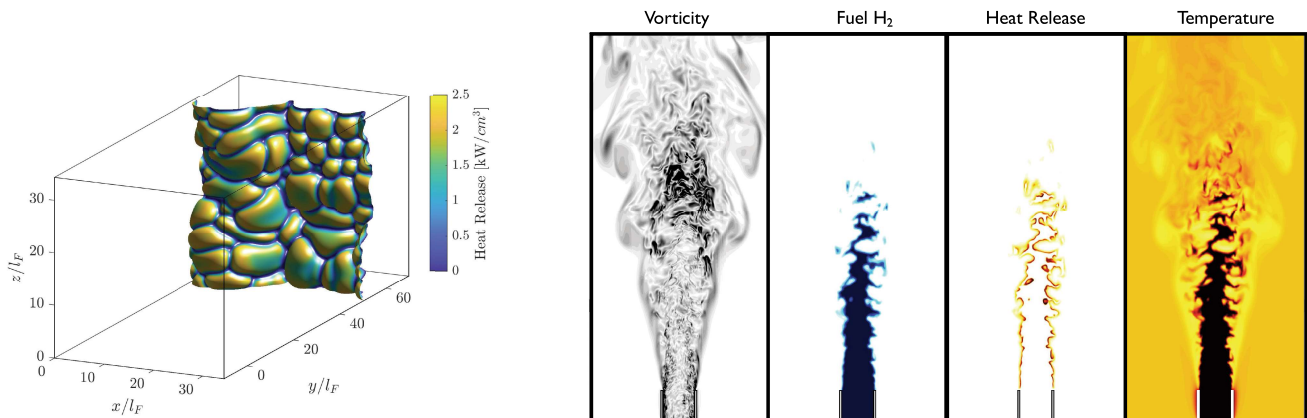 Vorticity
Fuel H₂
Heat Release
Temperature
2.5
2
1.5
1
0.5
0
Heat Release [kW/cm³]
30
20
10
0
z/l_F
0
10
20
30
x/l_F
0
20
40
60
y/l_F